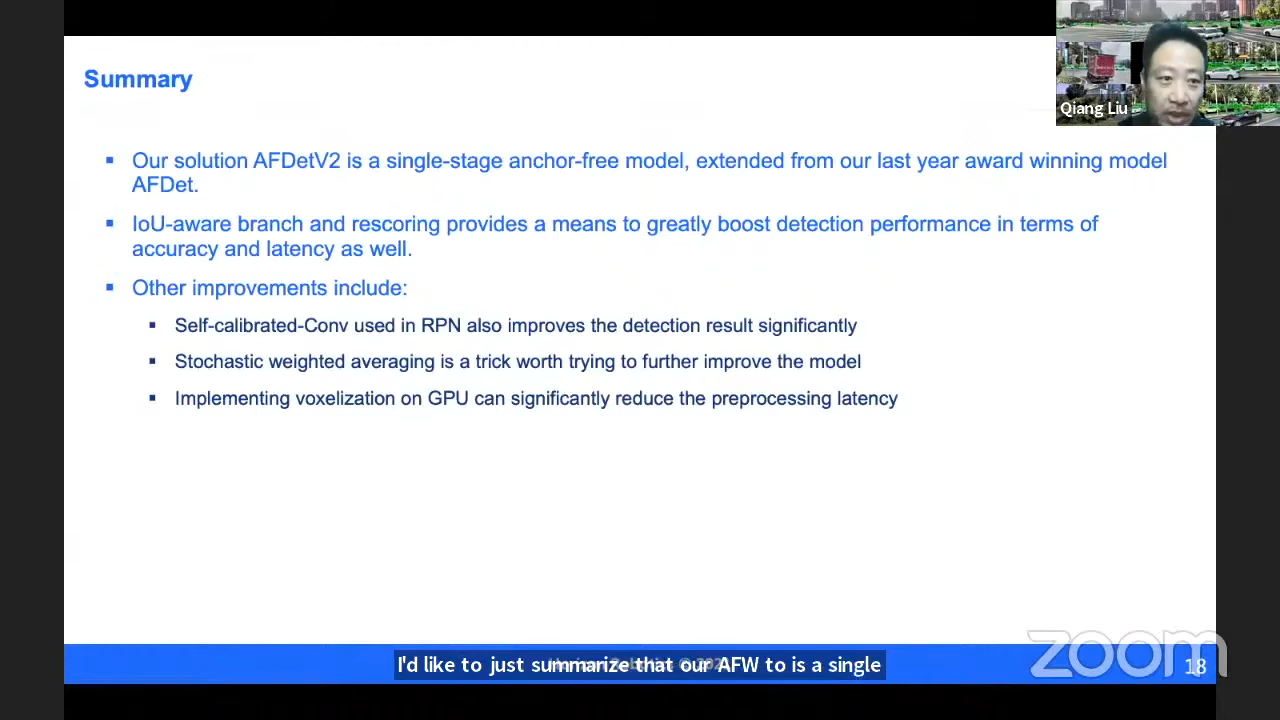 Summary
Qiang Liu
Our solution AFDetV2 is a single-stage anchor-free model, extended from our last year award winning model
AFDet.
IoU-aware branch and rescoring provides a means to greatly boost detection performance in terms of
accuracy and latency as well.
Other improvements include:
Self-calibrated-Conv used in RPN also improves the detection result significantly
Stochastic weighted averaging is a trick worth trying to further improve the model
Implementing voxelization on GPU can significantly reduce the preprocessing latency
I'd like to just summarize that our AFW to is a single
zoom
18